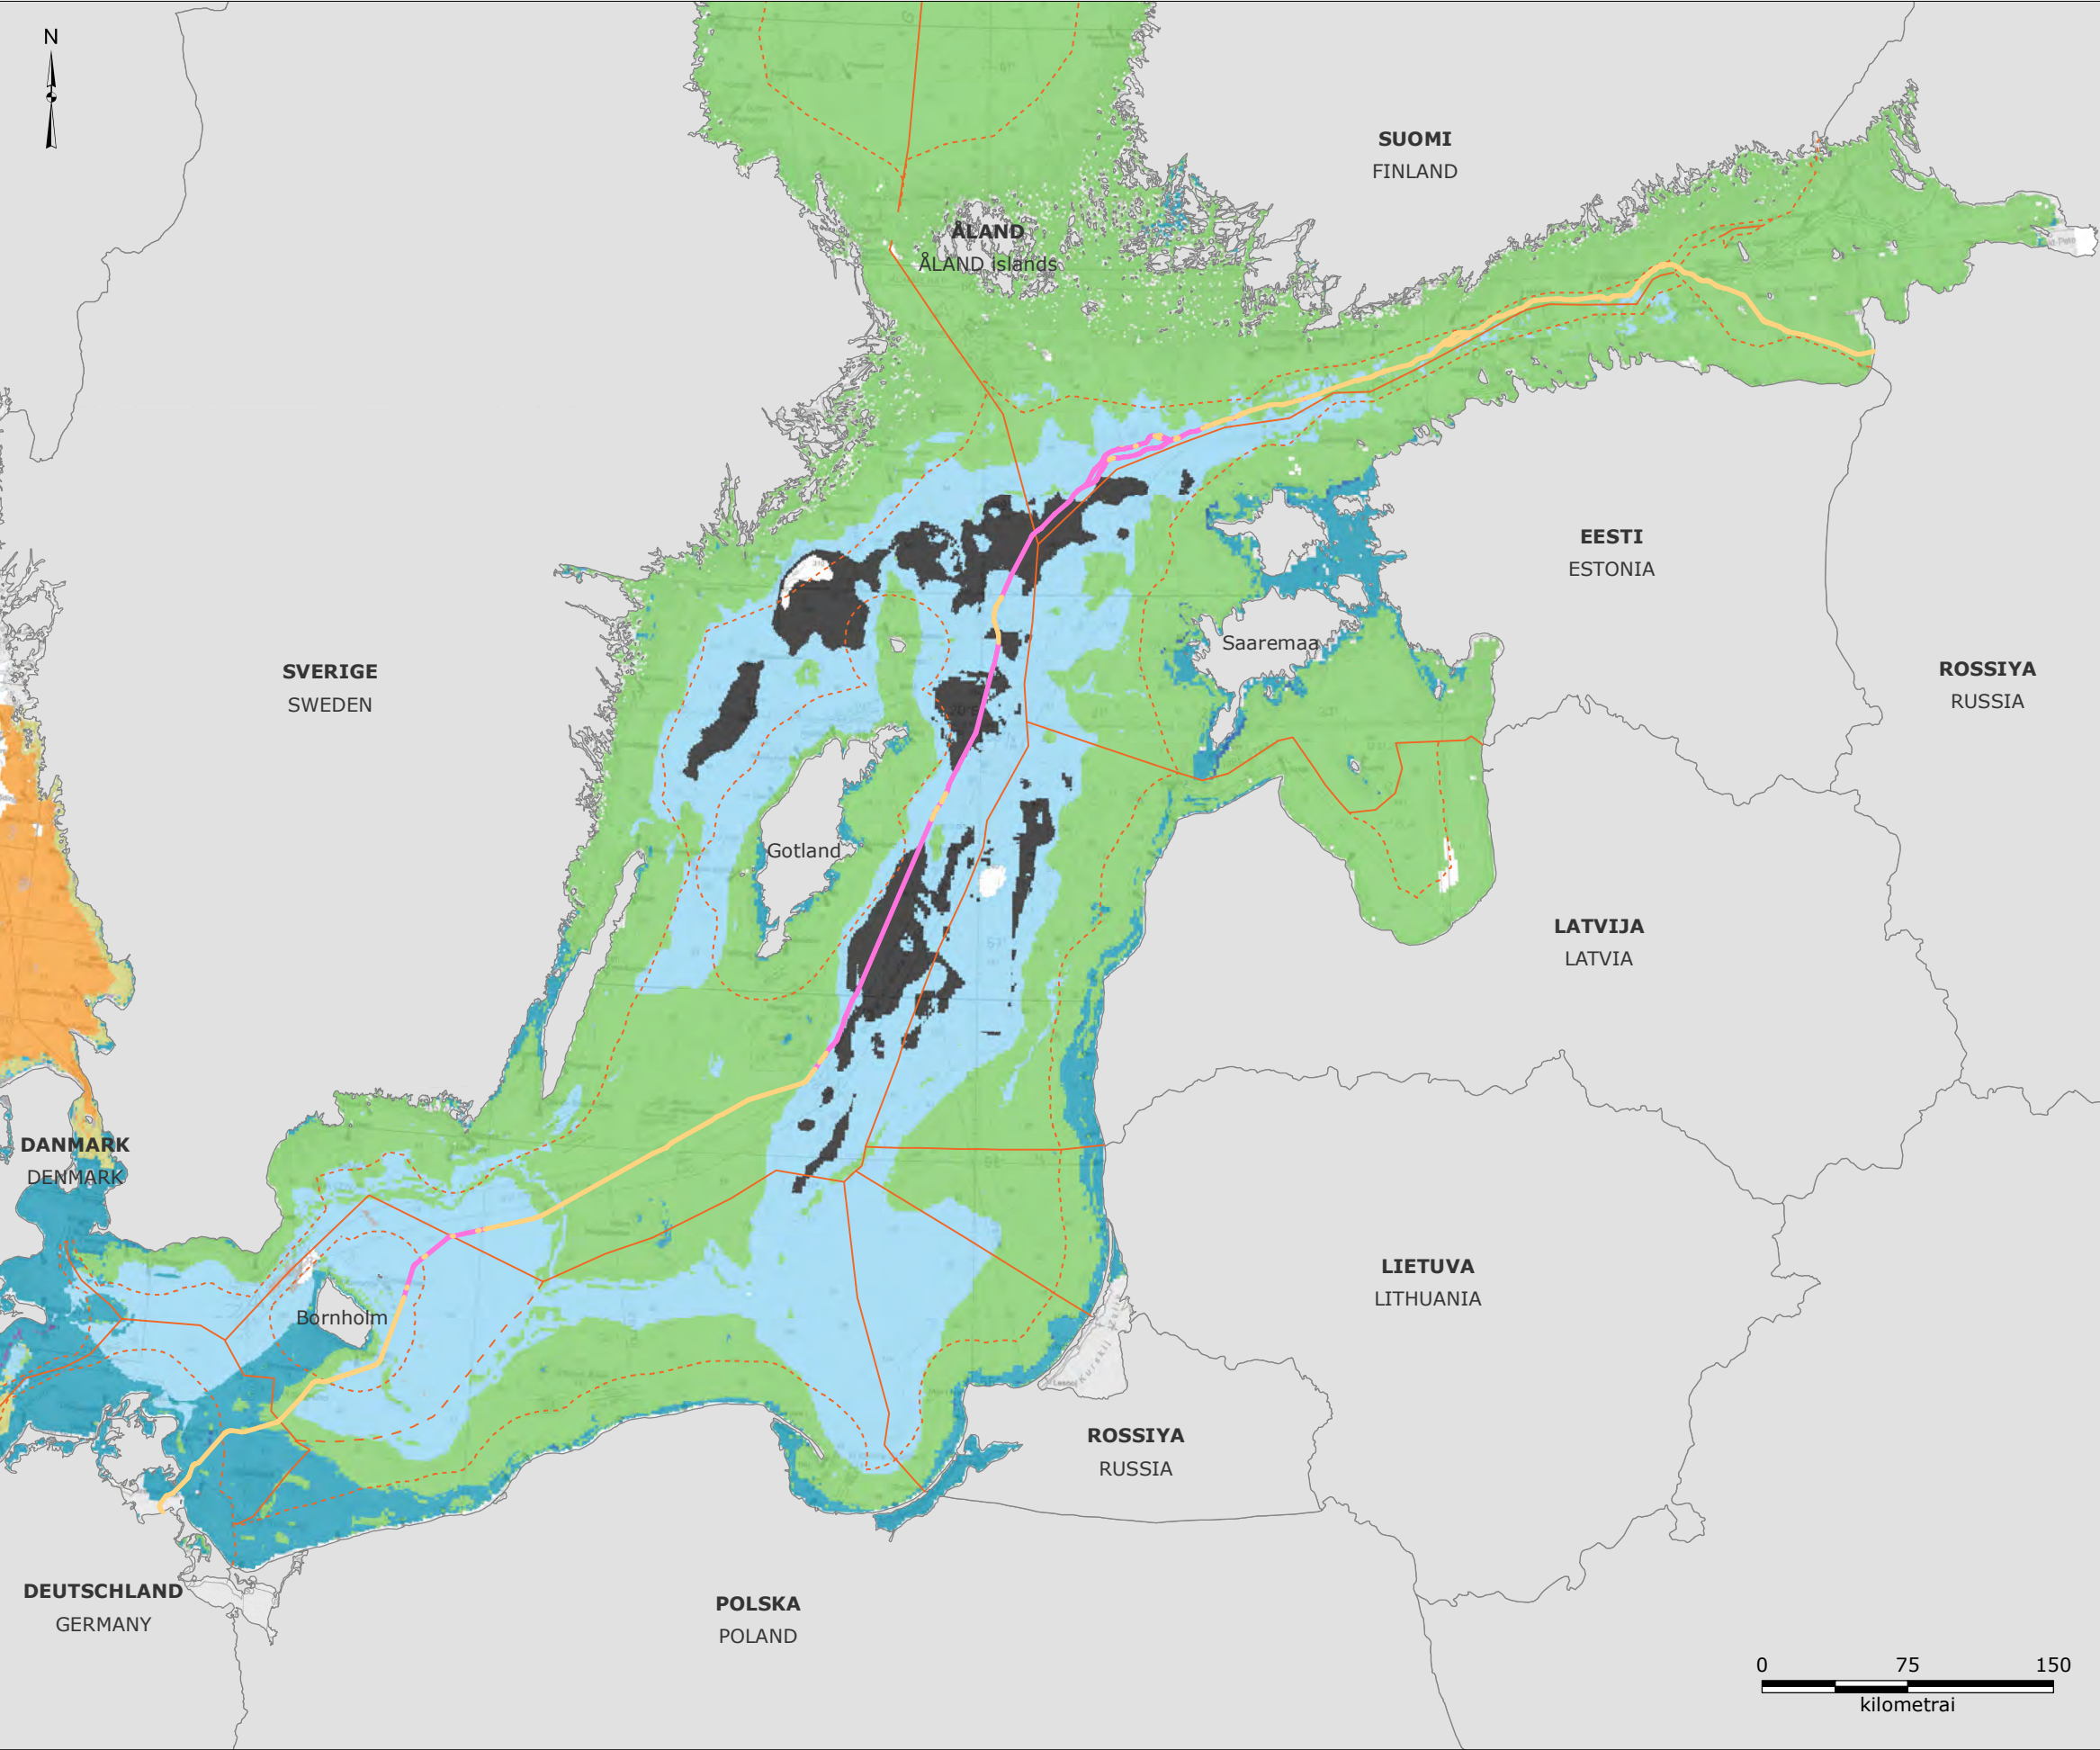 N
SUOMI
FINLAND
ÅLAND
ÅLAND islands
EESTI
ESTONIA
Saaremaa
ROSSIYA
RUSSIA
SVERIGE
SWEDEN
Gotland
LATVIJA
LATVIA
DANMARK
DENMARK
LIETUVA
LITHUANIA
Bornholm
ROSSIYA
RUSSIA
DEUTSCHLAND
GERMANY
POLSKA
POLAND
0 75 150
kilometrai